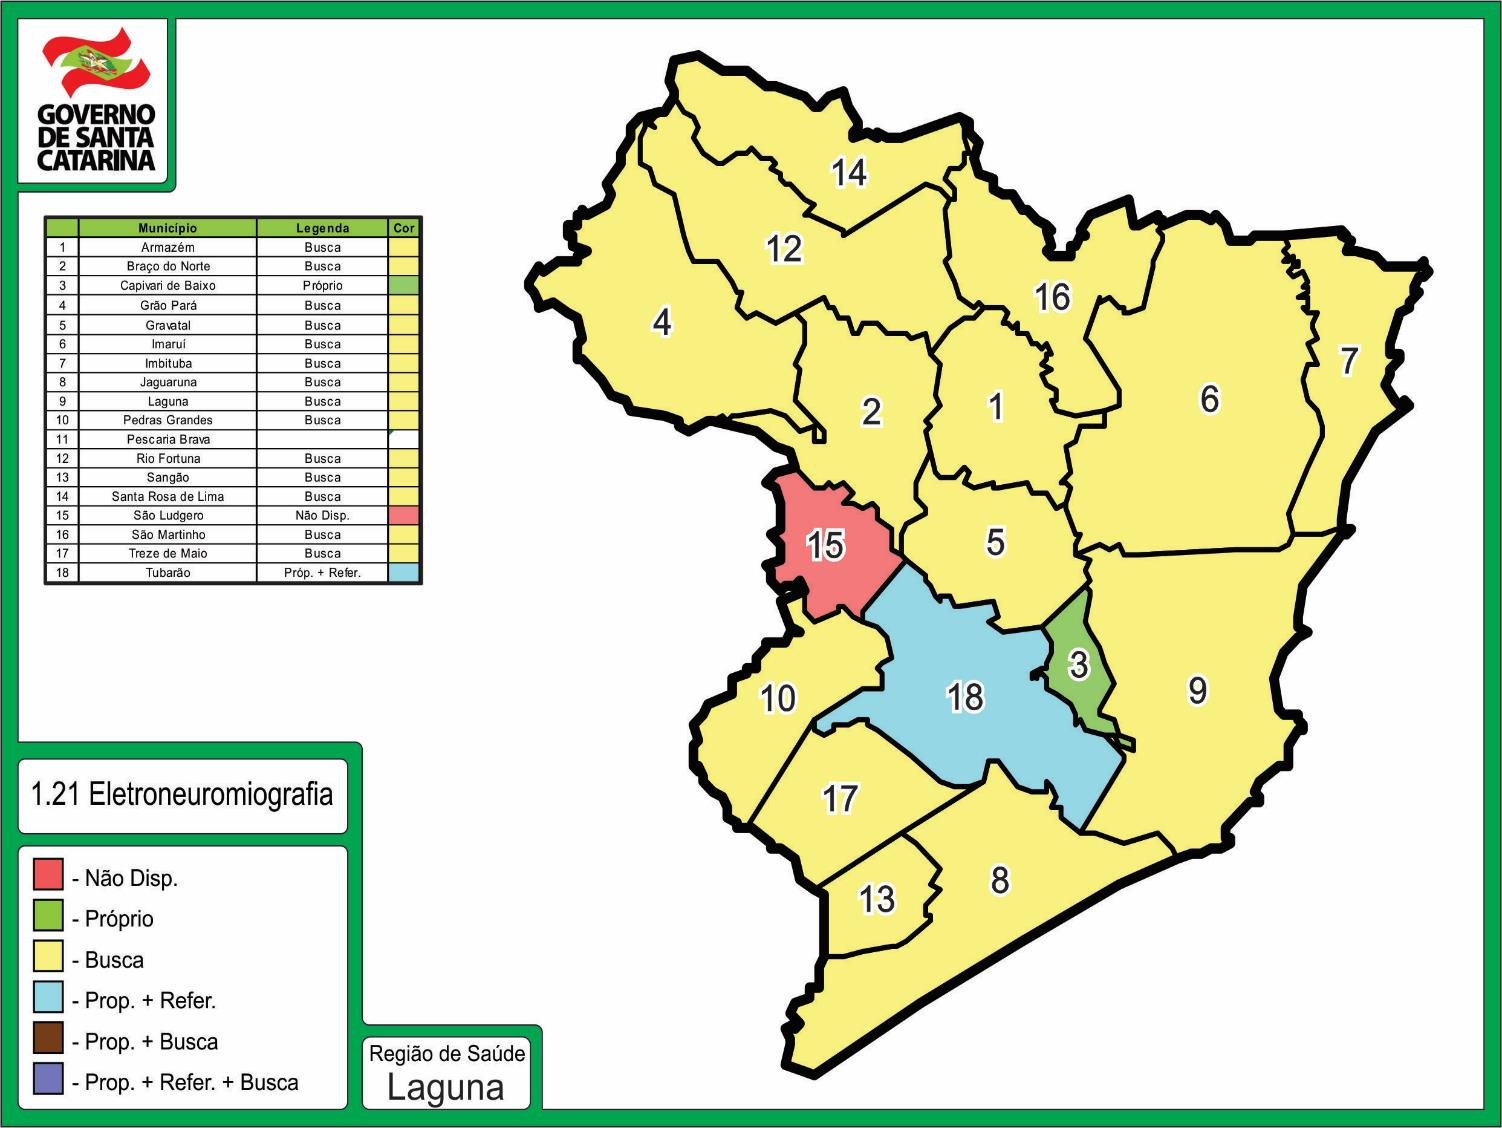 GOVERNO
DE SANTA
CATARINA
Município Legenda Cor
1 Armazém Busca
2 Braço do Norte Busca
3 Capivari de Baixo Próprio
4 Grão Pará Busca
5 Gravatal Busca
6 Imaruí Busca
7 Imbituba Busca
8 Jaguaruna Busca
9 Laguna Busca
10 Pedras Grandes Busca
11 Pescaria Brava
12 Rio Fortuna Busca
13 Sangão Busca
14 Santa Rosa de Lima Busca
15 São Ludgero Não Disp.
16 São Martinho Busca
17 Treze de Maio Busca
18 Tubarão Próp. + Refer.
14
12
16
4
7
6
2
1
5
15
3
18
9
10
17
8
13
1.21 Eletroneuromiografia
- Não Disp.
- Próprio
- Busca
- Prop. + Refer.
- Prop. + Busca
- Prop. + Refer. + Busca
Região de Saúde
Laguna